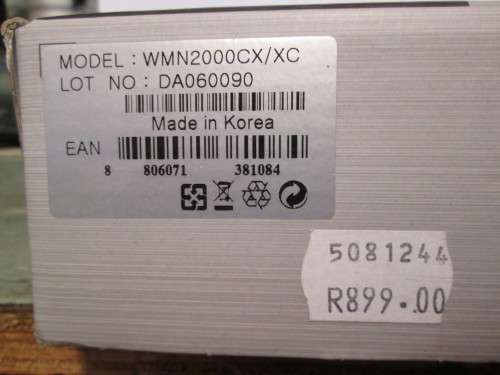 MODEL : WMN2000CX/XC
LOT NO : DA060090
Made in Korea
EAN
8 806071 381084
5081244
R899.00